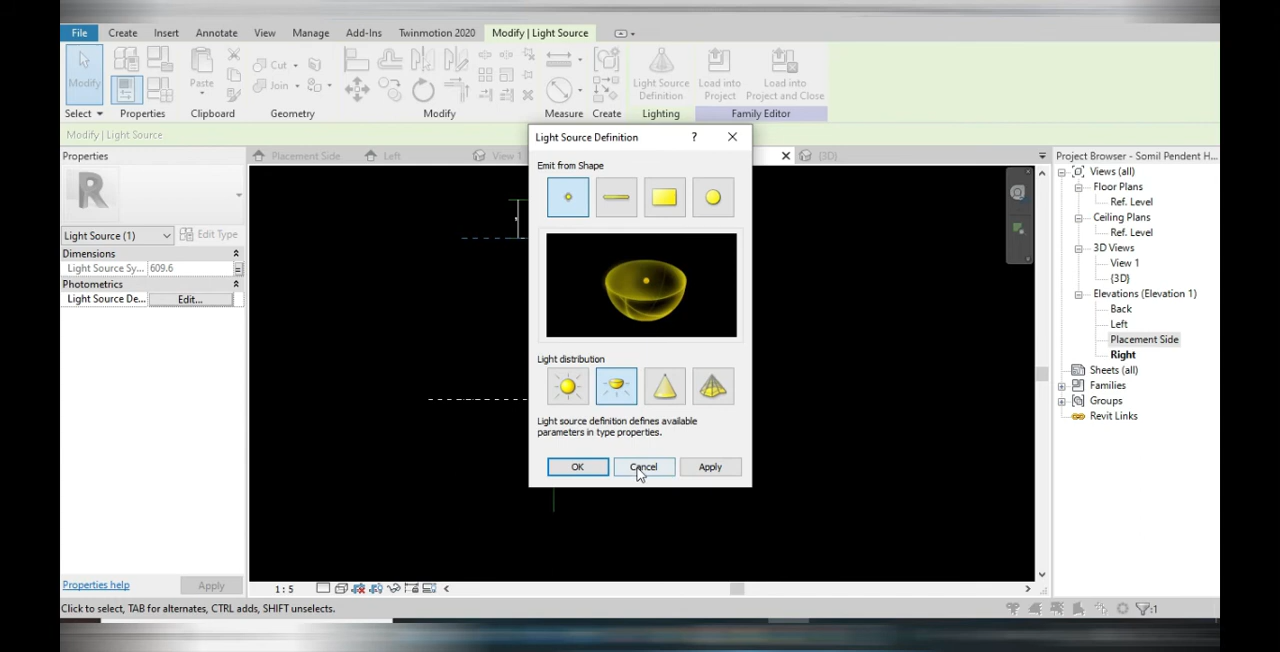 File Create Insert Annotate View Manage Add-Ins Twinmotion 2020 Modify | Light Source
Modify
Paste
Cut
Join
Light Source Definition
Load into Project
Load into Project and Close
Select Properties Clipboard Geometry Modify Measure Create Lighting Family Editor
Modify | Light Source
Properties
Light Source (1)
Edit Type
Dimensions
Light Source Sy... 609.6
Photometrics
Light Source De... Edit...
Properties help
Apply
Placement Side Left View 1 {3D}
Light Source Definition ?
Emit from Shape
Light distribution
Light source definition defines available
parameters in type properties.
OK Cancel Apply
Project Browser - Somil Pendent H...
Views (all)
Floor Plans
Ref. Level
Ceiling Plans
Ref. Level
3D Views
View 1
{3D}
Elevations (Elevation 1)
Back
Left
Placement Side
Right
Sheets (all)
Families
Groups
Revit Links
1 : 5
Click to select, TAB for alternates, CTRL adds, SHIFT unselects.
:1